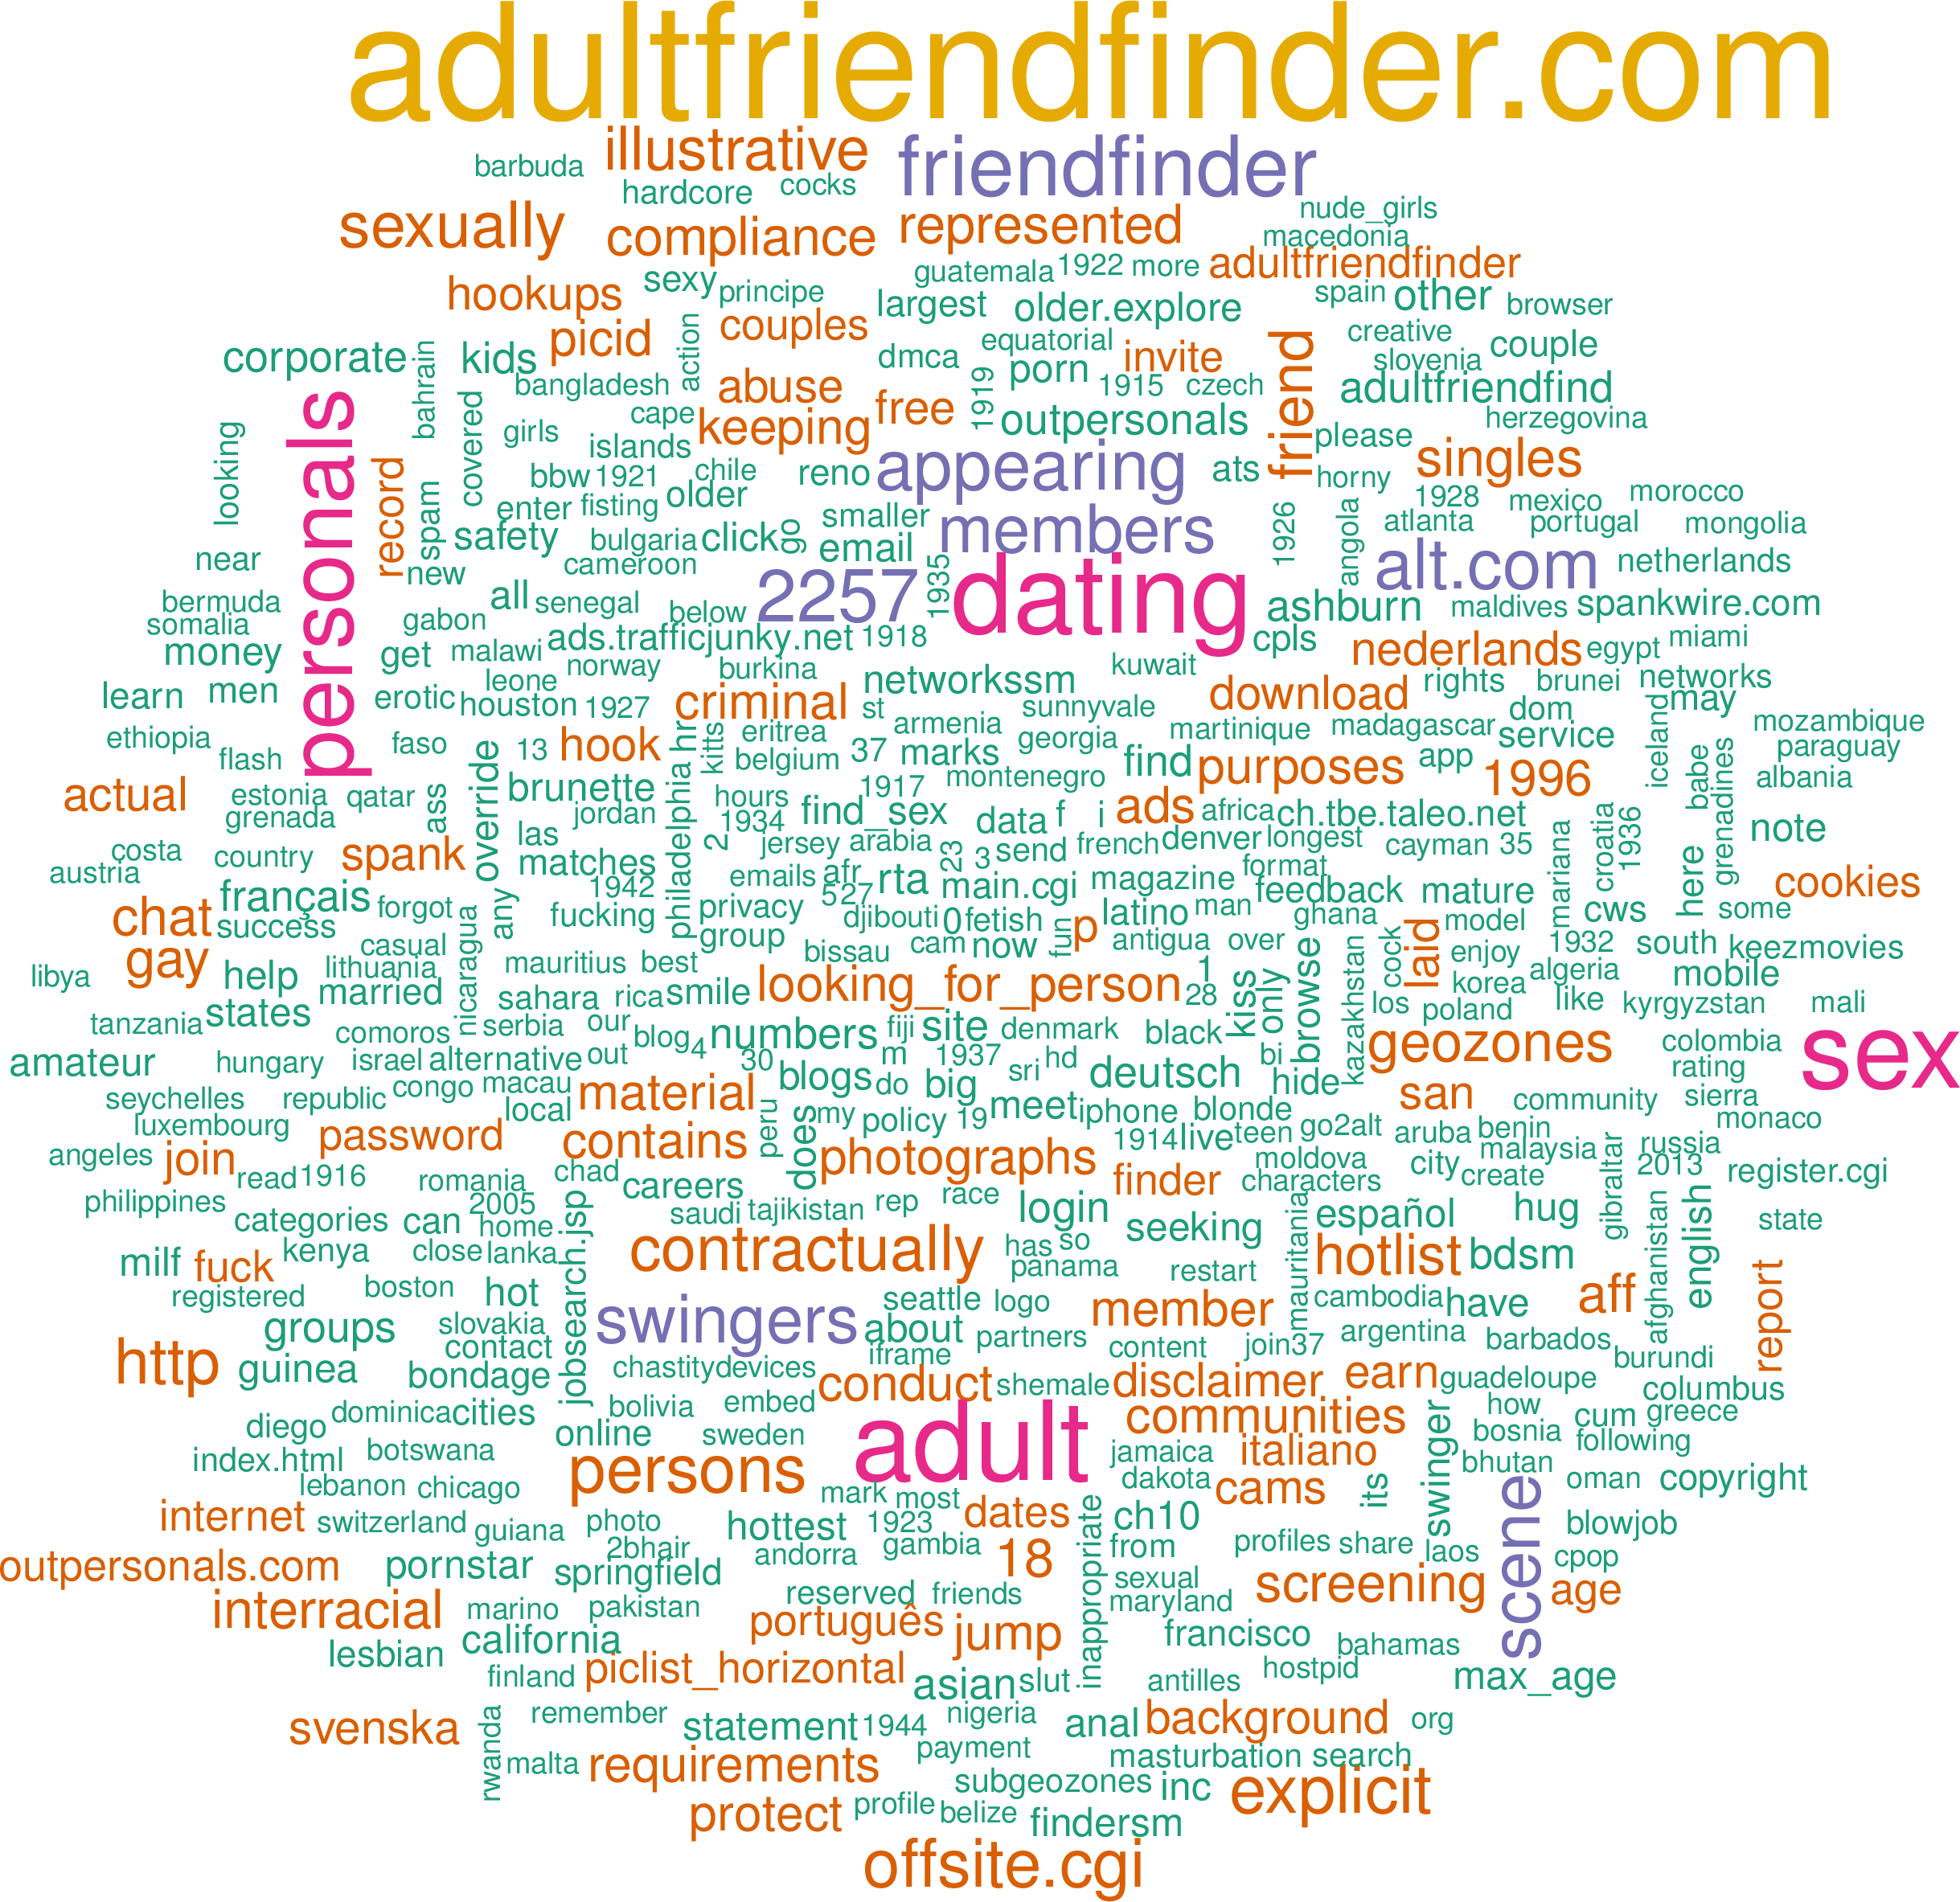 adultfriendfinder.com
illustrative
friendfinder
barbuda
hardcore
cocks
sexually
compliance
represented
nude_girls
macedonia
hookups
sexy
principe
guatemala
1922
more
adultfriendfinder
largest
older.explore
spain
other
browser
corporate
bahrain
kids
picid
action
couples
dmca
equatorial
porn
invite
friend
creative
slovenia
couple
personals
bangladesh
abuse
free
1919
1915
czech
adultfriendfind
looking
covered
girls
cape
islands
keeping
outpersonals
please
herzegovina
record
spam
bbw
1921
chile
reno
appearing
ats
horny
singles
enter
fisting
older
smaller
members
1926
angola
1928
mexico
morocco
near
safety
bulgaria
click
go
email
atlanta
portugal
mongolia
new
cameroon
2257
1935
dating
alt.com
netherlands
bermuda
somalia
gabon
all
senegal
below
ashburn
maldives
spankwire.com
money
get
malawi
ads.trafficjunky.net
1918
cpls
nederlands
egypt
miami
norway
burkina
kuwait
learn
men
erotic
leone
houston
1927
criminal
networkssm
download
rights
brunei
networks
st
sunnyvale
dom
may
ethiopia
flash
faso
13
hook
hr
kitts
eritrea
armenia
georgia
martinique
madagascar
service
iceland
mozambique
paraguay
override
belgium
37
marks
find
purposes
app
1996
babe
grenadines
albania
actual
estonia
qatar
ass
brunette
philadelphia
hours
1917
montenegro
grenada
jordan
1934
find_sex
data
f
i
ads
africa
ch.tbe.taleo.net
croatia
1936
note
costa
country
spank
las
2
jersey
arabia
23
3
send
french
denver
longest
cayman
35
mariana
here
austria
matches
1942
emails
afr
rta
main.cgi
magazine
format
feedback
mature
cookies
chat
français
forgot
nicaragua
any
fucking
privacy
5
27
djibouti
0
fetish
fun
p
latino
man
ghana
laid
model
cws
some
success
casual
group
bissau
cam
now
antigua
over
cock
enjoy
1932
south
keezmovies
gay
libya
help
lithuania
mauritius
best
looking_for_person
1
28
kiss
only
browse
kazakhstan
korea
algeria
mobile
married
sahara
rica
smile
los
poland
like
kyrgyzstan
mali
tanzania
states
comoros
serbia
our
blog
4
numbers
fiji
site
denmark
black
geozones
sex
amateur
hungary
israel
alternative
out
30
m
1937
sri
hd
bi
colombia
rating
seychelles
republic
congo
macau
material
blogs
do
big
deutsch
hide
san
community
sierra
luxembourg
local
peru
does
my
policy
19
meet
iphone
blonde
monaco
angeles
join
password
contains
1914
live
teen
go2alt
aruba
benin
malaysia
gibraltar
russia
read
1916
romania
chad
photographs
finder
moldova
characters
city
create
2013
register.cgi
philippines
2005
jobsearch.jsp
careers
rep
race
categories
can
home
saudi
tajikistan
login
seeking
mauritania
español
hug
afghanistan
english
state
milf
fuck
kenya
close
lanka
contractually
has
so
panama
restart
hotlist
bdsm
report
registered
boston
hot
seattle
logo
member
cambodia
have
aff
http
groups
slovakia
contact
swingers
about
partners
content
join37
argentina
barbados
burundi
guinea
bondage
chastitydevices
iframe
conduct
shemale
disclaimer
earn
guadeloupe
columbus
diego
dominica
cities
bolivia
embed
adult
communities
swinger
how
cum
greece
index.html
botswana
online
sweden
jamaica
italiano
bosnia
following
lebanon
chicago
persons
mark
most
dakota
cams
its
bhutan
oman
copyright
internet
switzerland
guiana
photo
hottest
1923
dates
inappropriate
ch10
scene
blowjob
outpersonals.com
pornstar
2bhair
springfield
andorra
gambia
18
from
profiles
share
laos
cpop
interracial
marino
pakistan
reserved
friends
sexual
maryland
screening
age
lesbian
california
português
jump
francisco
bahamas
finland
piclist_horizontal
asian
slut
antilles
hostpid
max_age
svenska
rwanda
remember
statement
1944
nigeria
anal
background
org
malta
requirements
payment
masturbation
search
subgeozones
inc
explicit
protect
profile
belize
findersm
offsite.cgi